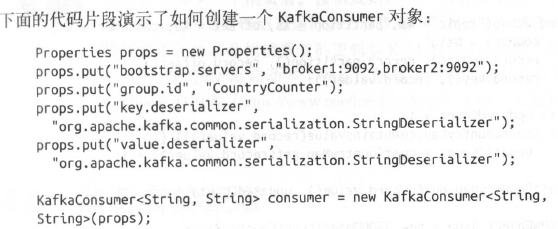 下面的代码片段演示了如何创建一个 KafkaConsumer 对象：
Properties props = new Properties();
props.put("bootstrap.servers", "broker1:9092,broker2:9092");
props.put("group.id", "CountryCounter");
props.put("key.deserializer",
"org.apache.kafka.common.serialization.StringDeserializer");
props.put("value.deserializer",
"org.apache.kafka.common.serialization.StringDeserializer");
KafkaConsumer<String, String> consumer = new KafkaConsumer<String,
String>(props);